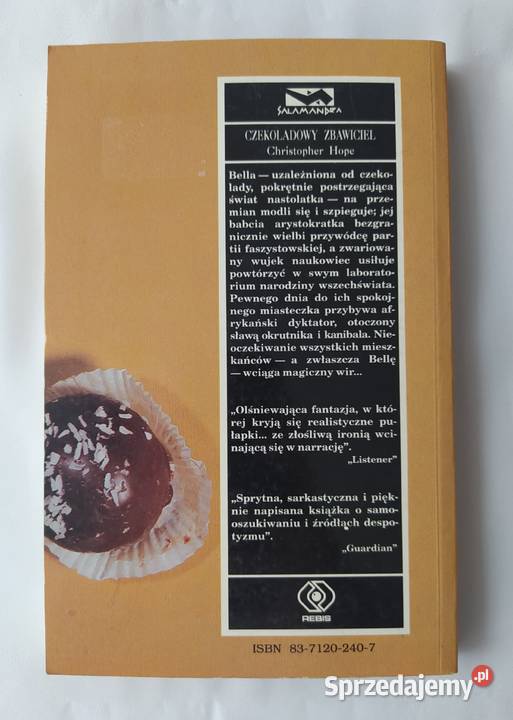 SALAMANDRA
CZEKOLADOWY ZBAWICIEL
Christopher Hope
Bella — uzależniona od czeko-
lady, pokrętnie postrzegająca
świat nastolatka — na prze-
mian modli się i szpieguje; jej
babcia arystokratka bezgra-
nicznie wielbi przywódcę par-
tii faszystowskiej, a zwariowa-
ny wujek naukowiec usiłuje
powtórzyć w swym laborato-
rium narodziny wszechświata.
Pewnego dnia do ich spokoj-
nego miasteczka przybywa af-
rykański dyktator, otoczony
sławą okrutnika i kanibala. Nie-
oczekiwanie wszystkich miesz-
kańców — a zwłaszcza Bellę
— wciąga magiczny wir...
„Olśniewająca fantazja, w któ-
rej kryją się realistyczne pu-
łapki... ze złośliwą ironią wci-
nającą się w narrację”.
„Listener”
„Sprytna, sarkastyczna i pięk-
nie napisana książka o samo-
oszukiwaniu i źródłach despo-
tyzmu”.
„Guardian”
REBIS
ISBN 83-7120-240-7
Sprzedajemy.pl